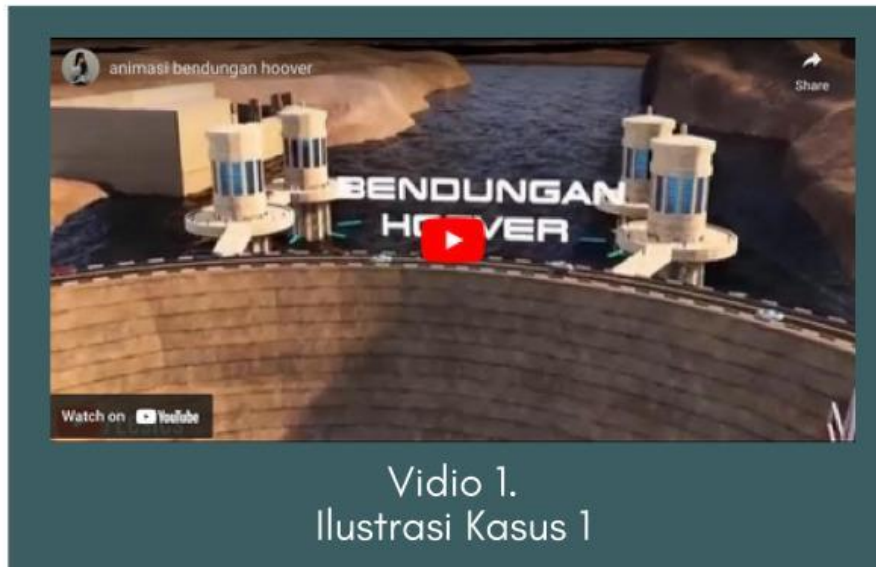 animasi bendungan hoover
Share
BENDUNGAN
HOOVER
Watch on YouTube
Vidio 1.
Ilustrasi Kasus 1